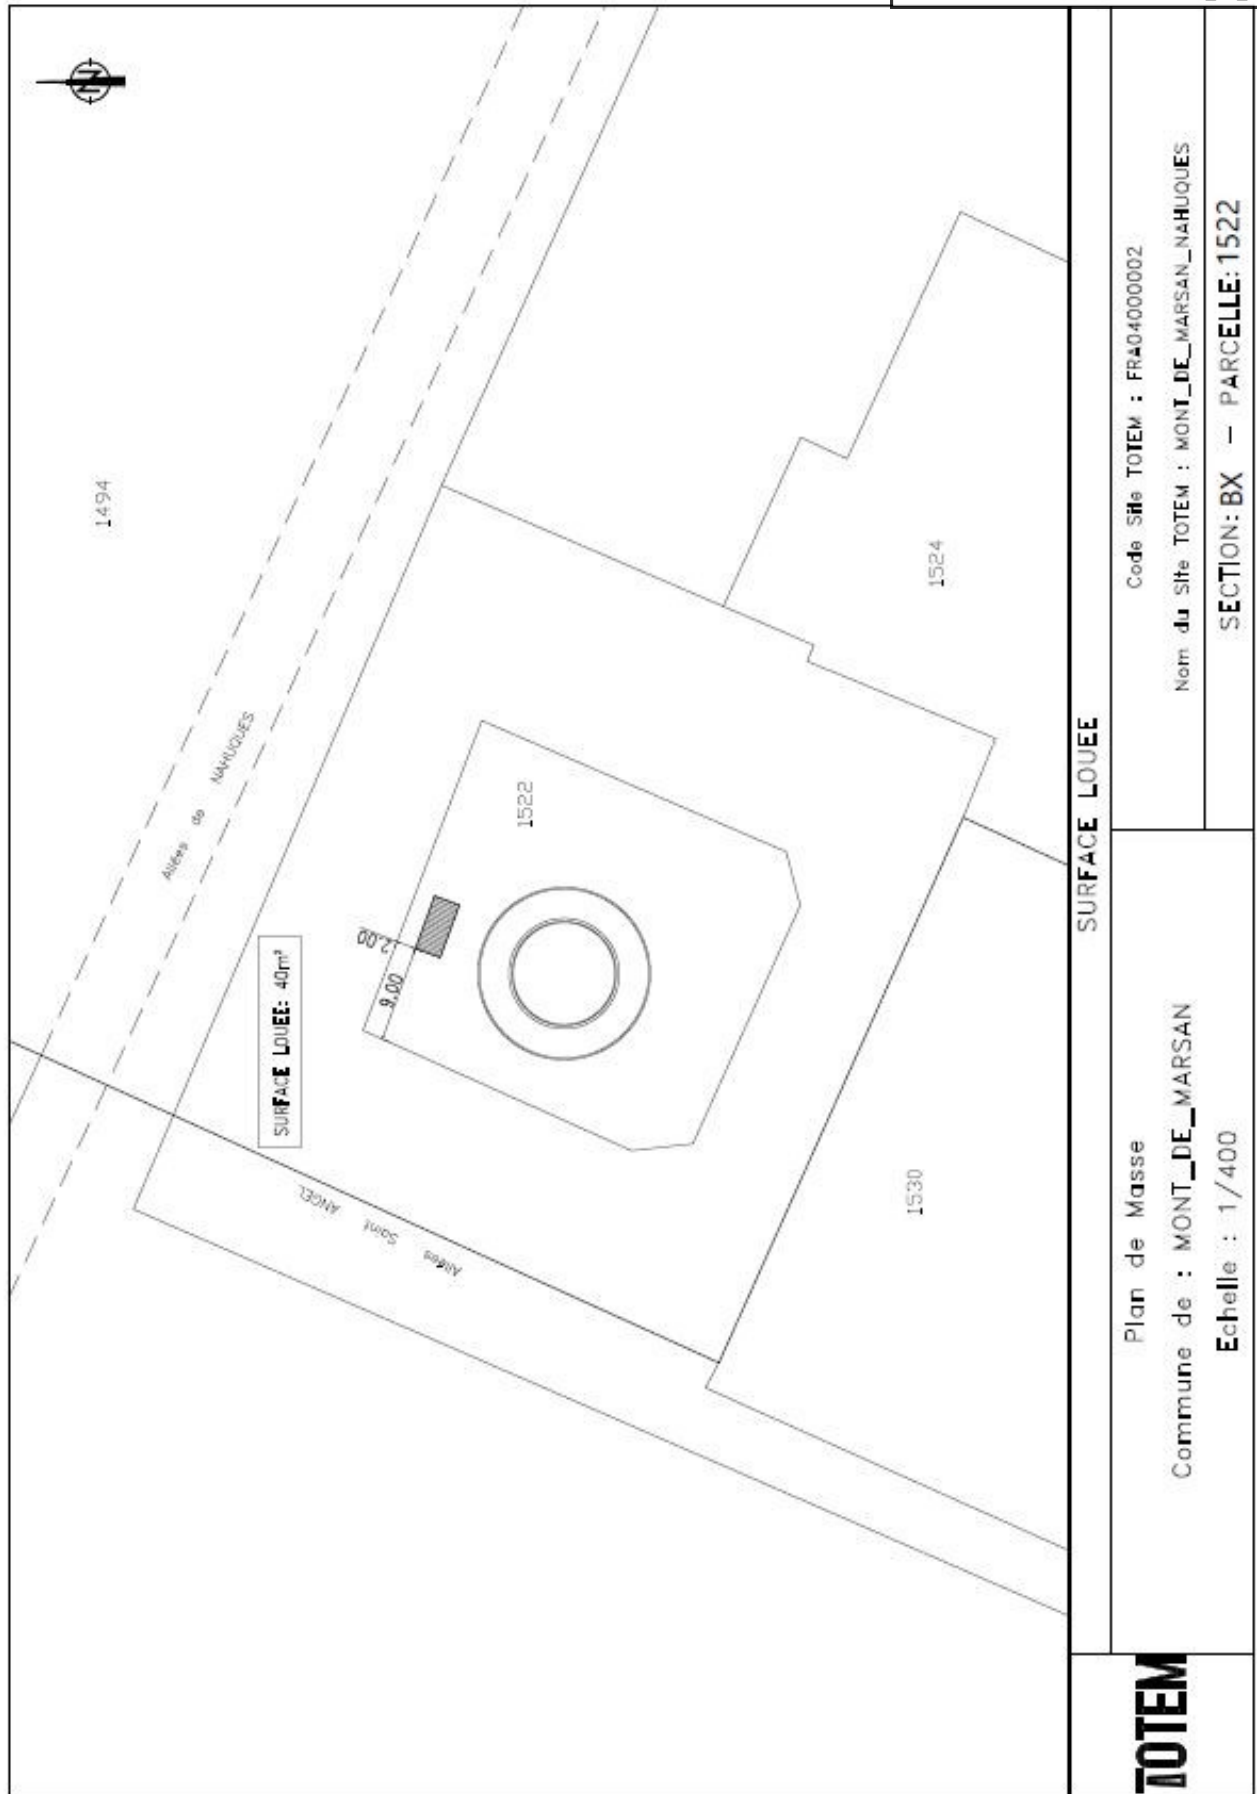 N
1494
Allées de NAHUQUES
SURFACE LOUEE: 40m²
2.00
9.00
1522
1524
Allées Saint ANGEL
1530
SURFACE LOUEE
TOTEM
Plan de Masse
Commune de : MONT_DE_MARSAN
Echelle : 1/400
Code Site TOTEM : FRA04000002
Nom du Site TOTEM : MONT_DE_MARSAN_NAHUQUES
SECTION: BX – PARCELLE: 1522